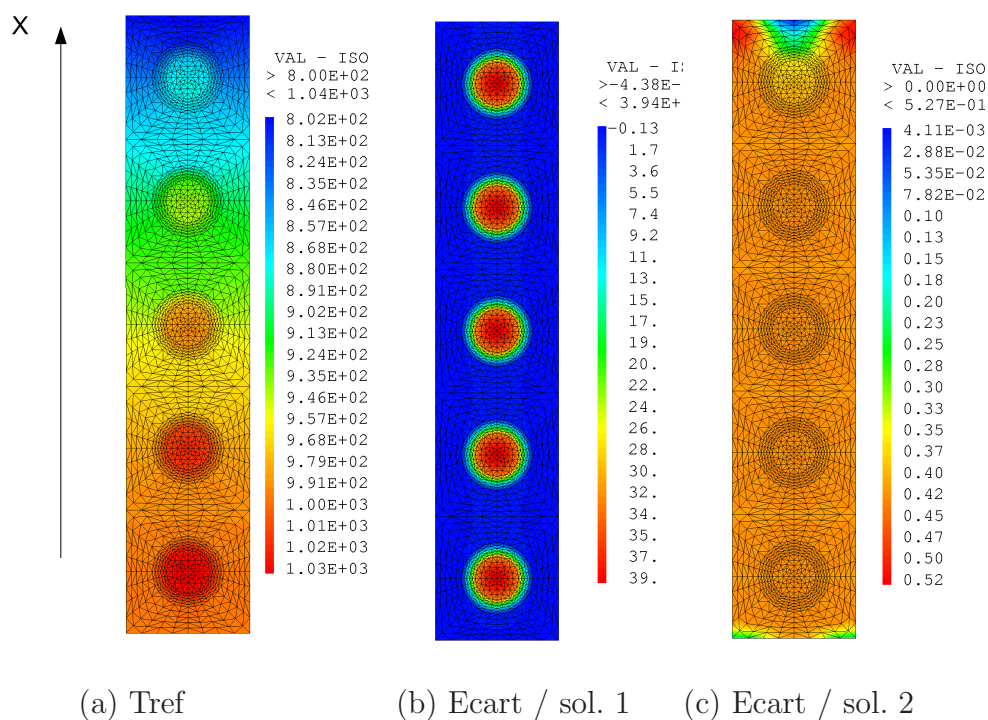 X
VAL - ISO
> 8.00E+02
< 1.04E+03
8.02E+02
8.13E+02
8.24E+02
8.35E+02
8.46E+02
8.57E+02
8.68E+02
8.80E+02
8.91E+02
9.02E+02
9.13E+02
9.24E+02
9.35E+02
9.46E+02
9.57E+02
9.68E+02
9.79E+02
9.91E+02
1.00E+03
1.01E+03
1.02E+03
1.03E+03
VAL - IS
>-4.38E-
< 3.94E+
-0.13
1.7
3.6
5.5
7.4
9.2
11.
13.
15.
17.
19.
20.
22.
24.
26.
28.
30.
32.
34.
35.
37.
39.
VAL - ISO
> 0.00E+00
< 5.27E-01
4.11E-03
2.88E-02
5.35E-02
7.82E-02
0.10
0.13
0.15
0.18
0.20
0.23
0.25
0.28
0.30
0.33
0.35
0.37
0.40
0.42
0.45
0.47
0.50
0.52
(a) Tref
(b) Ecart / sol. 1
(c) Ecart / sol. 2